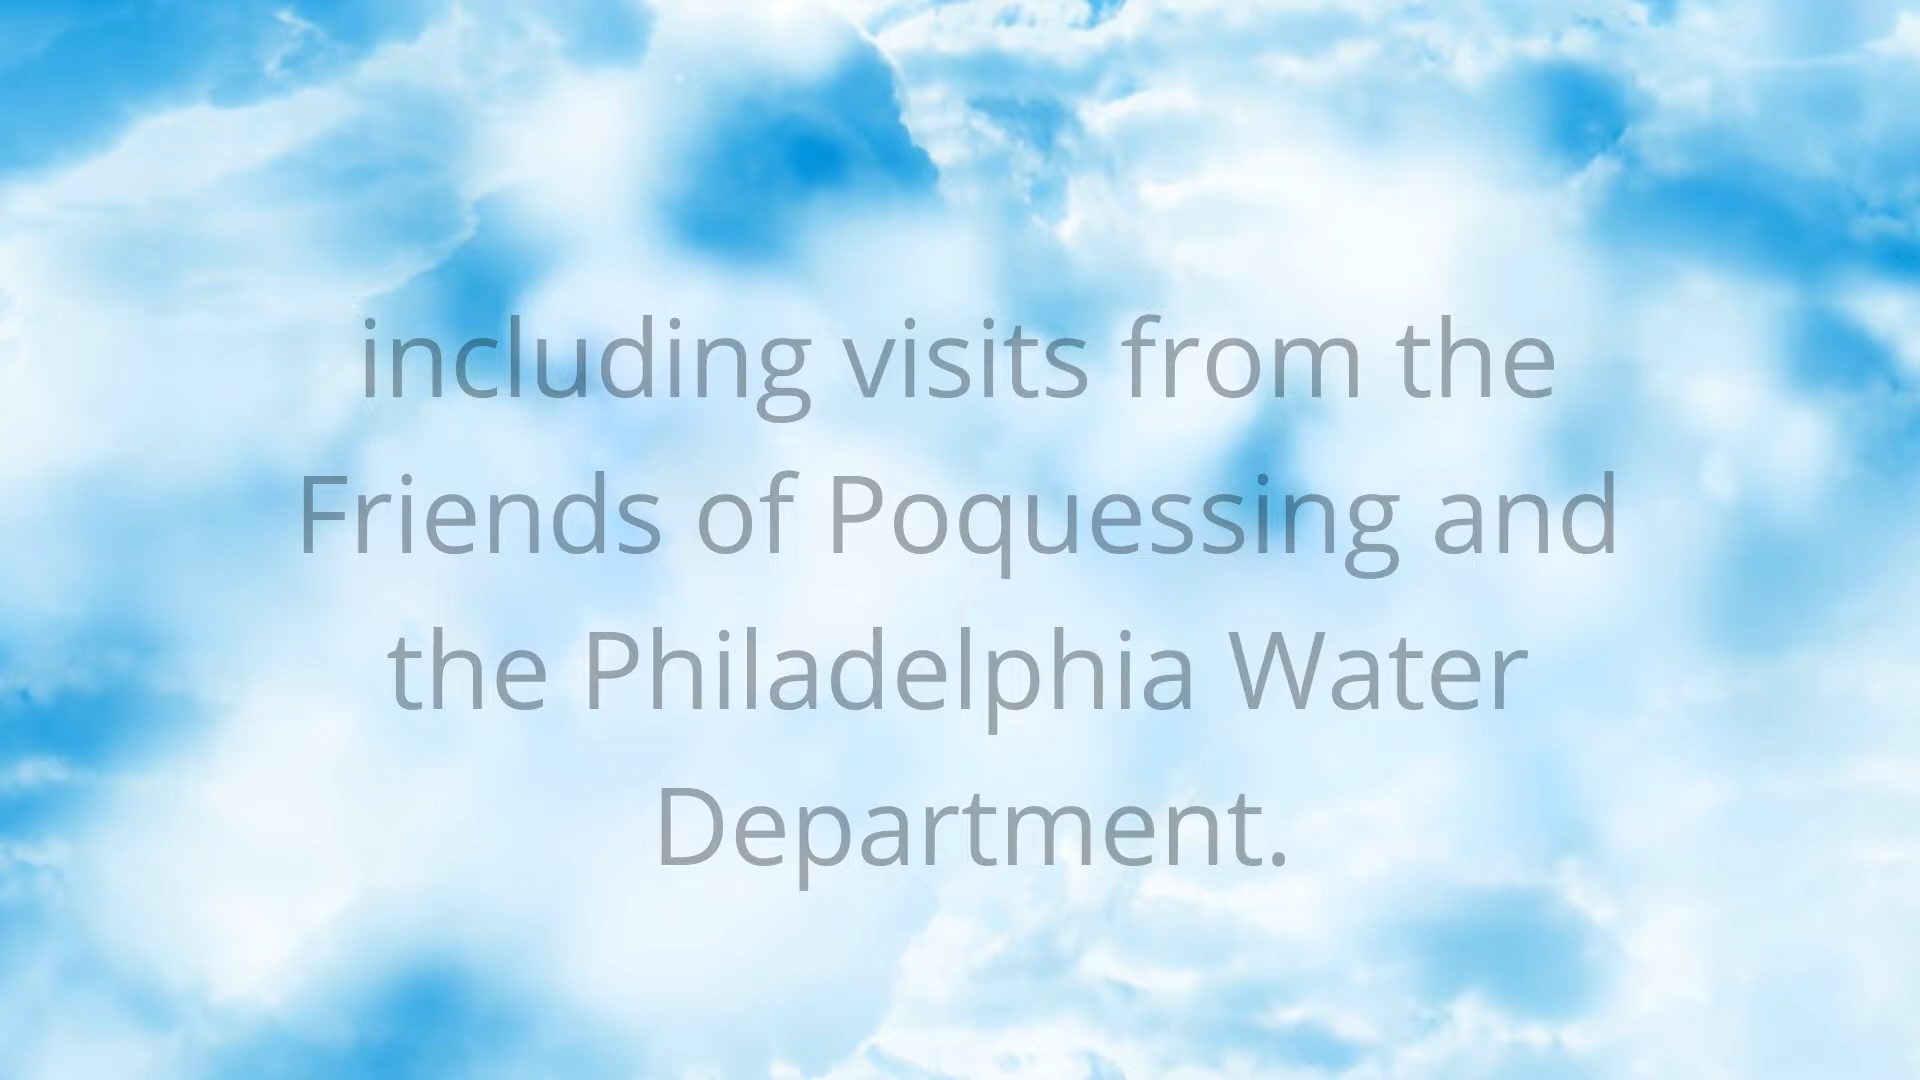 including visits from the
Friends of Poquessing and
the Philadelphia Water
Department.